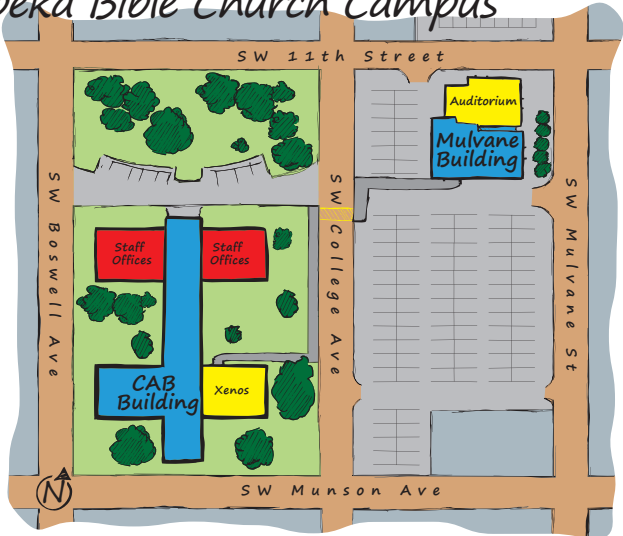 Bible Church Campus
SW 11th Street
Auditorium
Mulvane
Building
SW Boswell Ave
SW College Ave
SW Mulvane St
Staff
Offices
Staff
Offices
CAB
Building
Xenos
N
SW Munson Ave